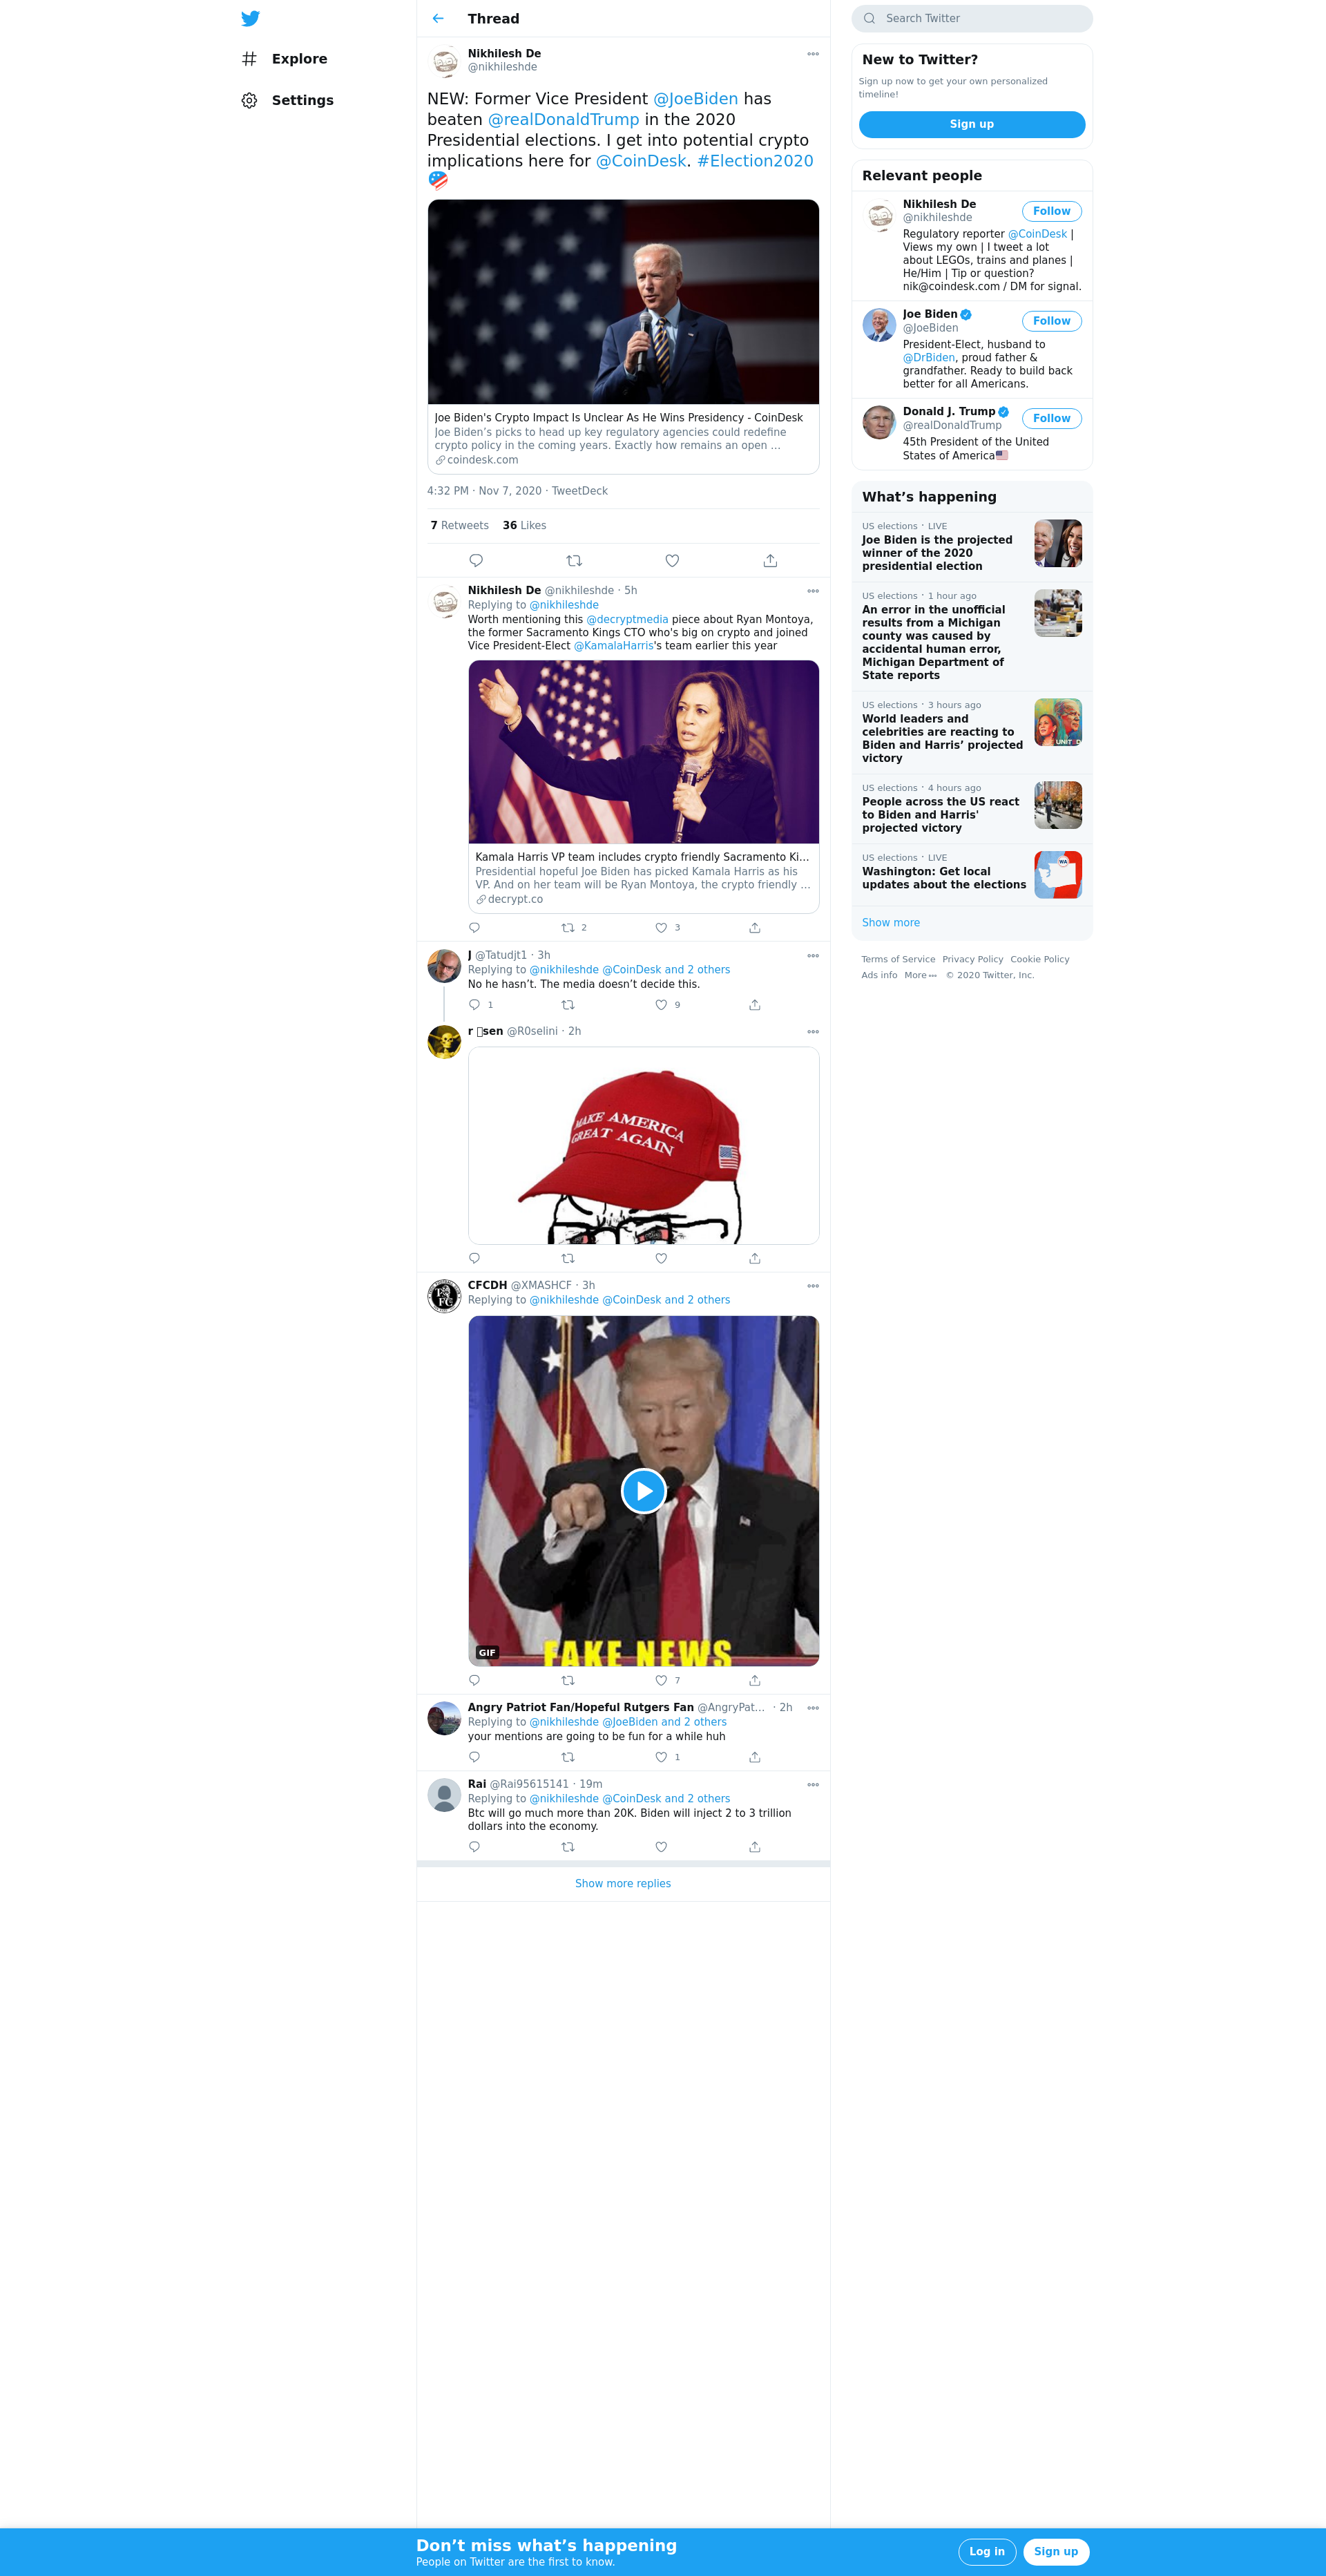 Explore
Settings
Thread
Nikhilesh De
@nikhileshde
NEW: Former Vice President @JoeBiden has
beaten @realDonaldTrump in the 2020
Presidential elections. I get into potential crypto
implications here for @CoinDesk. #Election2020
Joe Biden's Crypto Impact Is Unclear As He Wins Presidency - CoinDesk
Joe Biden’s picks to head up key regulatory agencies could redefine
crypto policy in the coming years. Exactly how remains an open …
coindesk.com
4:32 PM · Nov 7, 2020 · TweetDeck
7 Retweets 36 Likes
Nikhilesh De @nikhileshde · 5h
Replying to @nikhileshde
Worth mentioning this @decryptmedia piece about Ryan Montoya,
the former Sacramento Kings CTO who's big on crypto and joined
Vice President-Elect @KamalaHarris's team earlier this year
Kamala Harris VP team includes crypto friendly Sacramento Ki…
Presidential hopeful Joe Biden has picked Kamala Harris as his
VP. And on her team will be Ryan Montoya, the crypto friendly …
decrypt.co
2 3
J @Tatudjt1 · 3h
Replying to @nikhileshde @CoinDesk and 2 others
No he hasn’t. The media doesn’t decide this.
1 9
r sen @R0selini · 2h
MAKE AMERICA
GREAT AGAIN
CFCDH @XMASHCF · 3h
Replying to @nikhileshde @CoinDesk and 2 others
FAKE NEWS
GIF
7
Angry Patriot Fan/Hopeful Rutgers Fan @AngryPat… · 2h
Replying to @nikhileshde @JoeBiden and 2 others
your mentions are going to be fun for a while huh
1
Rai @Rai95615141 · 19m
Replying to @nikhileshde @CoinDesk and 2 others
Btc will go much more than 20K. Biden will inject 2 to 3 trillion
dollars into the economy.
Show more replies
Search Twitter
New to Twitter?
Sign up now to get your own personalized
timeline!
Sign up
Relevant people
Nikhilesh De
@nikhileshde
Follow
Regulatory reporter @CoinDesk |
Views my own | I tweet a lot
about LEGOs, trains and planes |
He/Him | Tip or question?
nik@coindesk.com / DM for signal.
Joe Biden
@JoeBiden
Follow
President-Elect, husband to
@DrBiden, proud father &
grandfather. Ready to build back
better for all Americans.
Donald J. Trump
@realDonaldTrump
Follow
45th President of the United
States of America
What’s happening
US elections · LIVE
Joe Biden is the projected
winner of the 2020
presidential election
US elections · 1 hour ago
An error in the unofficial
results from a Michigan
county was caused by
accidental human error,
Michigan Department of
State reports
US elections · 3 hours ago
World leaders and
celebrities are reacting to
Biden and Harris’ projected
victory
US elections · 4 hours ago
People across the US react
to Biden and Harris'
projected victory
US elections · LIVE
Washington: Get local
updates about the elections
WA
Show more
Terms of Service Privacy Policy Cookie Policy
Ads info More © 2020 Twitter, Inc.
Don’t miss what’s happening
People on Twitter are the first to know.
Log in
Sign up